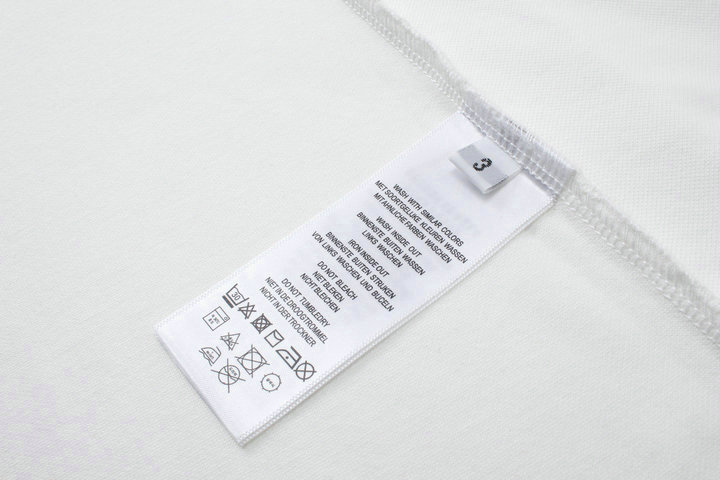 3
WASH WITH SIMILAR COLORS
MET SOORTGELIJKE KLEUREN WASSEN
MIT ÄHNLICHE FARBEN WASCHEN
WASH INSIDE OUT
BINNENSTE BUITEN WASSEN
LINKS WASCHEN
IRON INSIDE OUT
BINNENSTE BUITEN STRIJKEN
VON LINKS WASCHEN UND BUCELN
DO NOT BLEACH
NIET BLEKEN
NICHT BLEICHEN
DO NOT TUMBLEDRY
NIET IN DE DROOGTROMMEL
NICHT IN DER TROCKNER
30